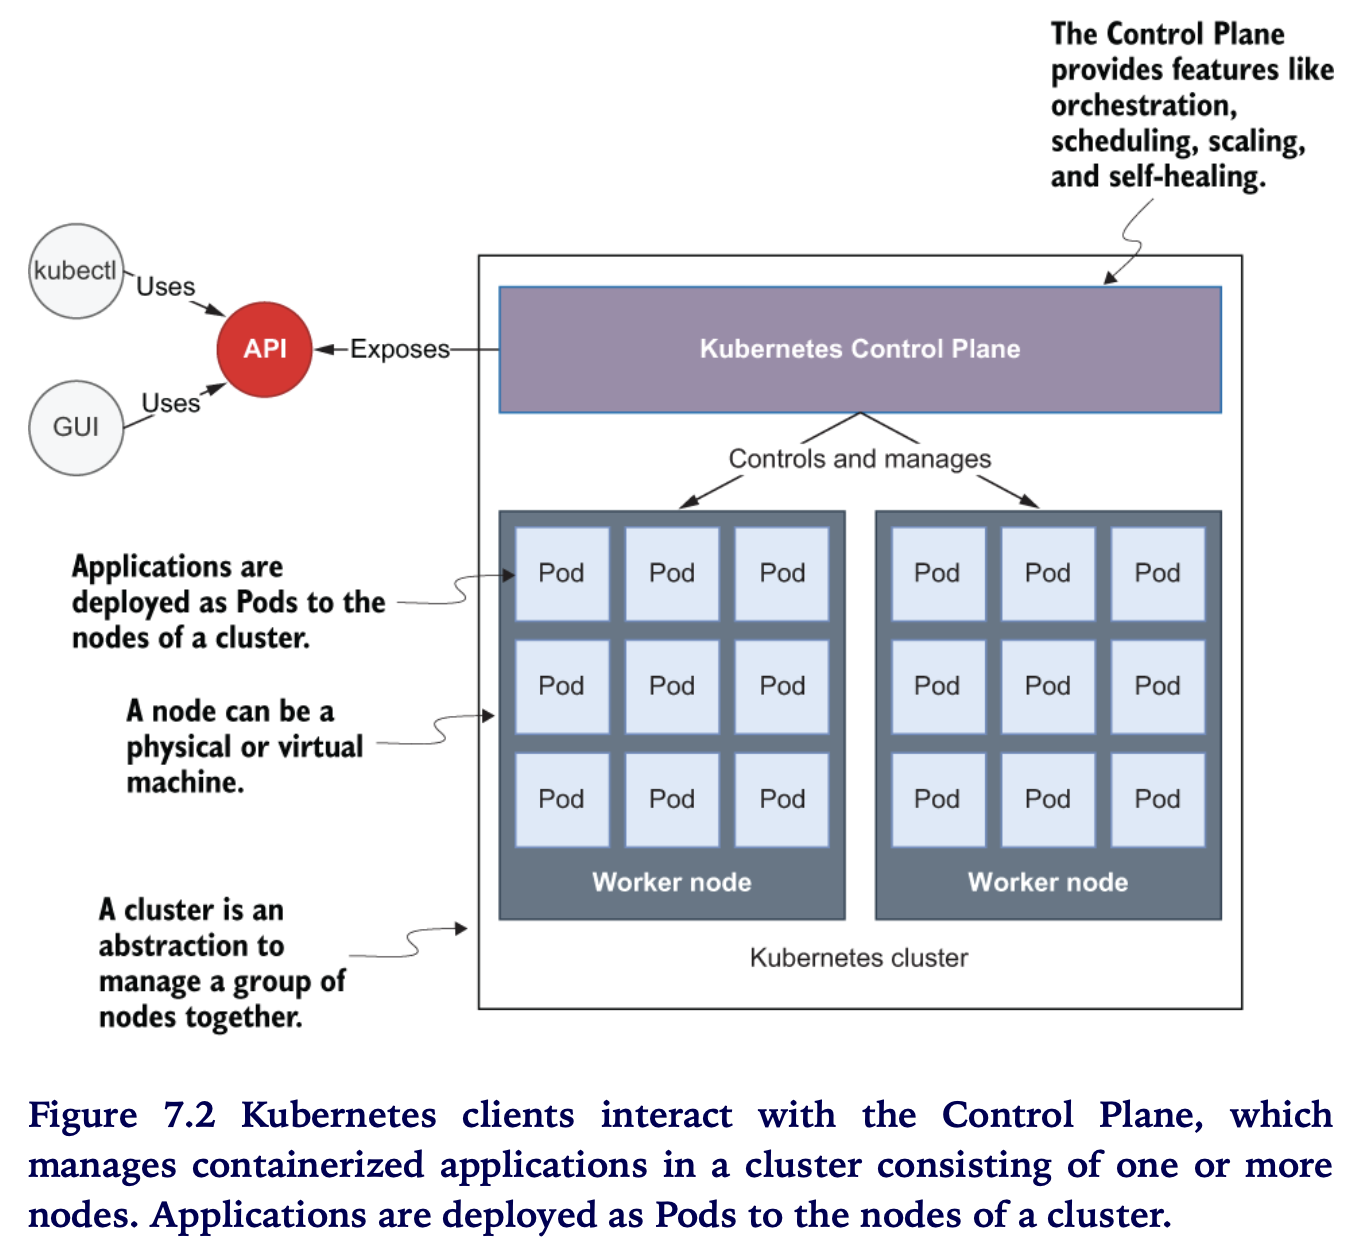 The Control Plane
provides features like
orchestration,
scheduling, scaling,
and self-healing.
kubectl
Uses
API
Exposes
Kubernetes Control Plane
Uses
GUI
Controls and manages
Applications are
deployed as Pods to the
nodes of a cluster.
Pod Pod Pod Pod Pod Pod
A node can be a
physical or virtual
machine.
Pod Pod Pod Pod Pod Pod
Pod Pod Pod Pod Pod Pod
Worker node Worker node
A cluster is an
abstraction to
manage a group of
nodes together.
Kubernetes cluster
Figure 7.2 Kubernetes clients interact with the Control Plane, which
manages containerized applications in a cluster consisting of one or more
nodes. Applications are deployed as Pods to the nodes of a cluster.